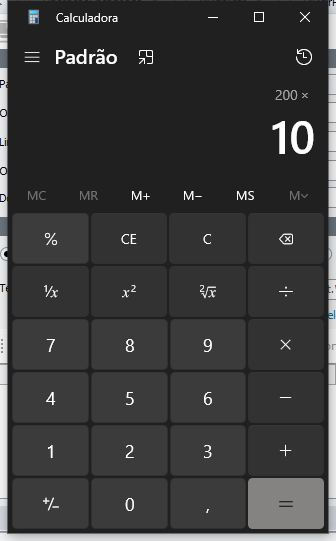 Calculadora
Padrão
200 ×
10
MC MR M+ M− MS M
% CE C
¹/x x² ²√x ÷
7 8 9 ×
4 5 6 −
1 2 3 +
+/− 0 , =